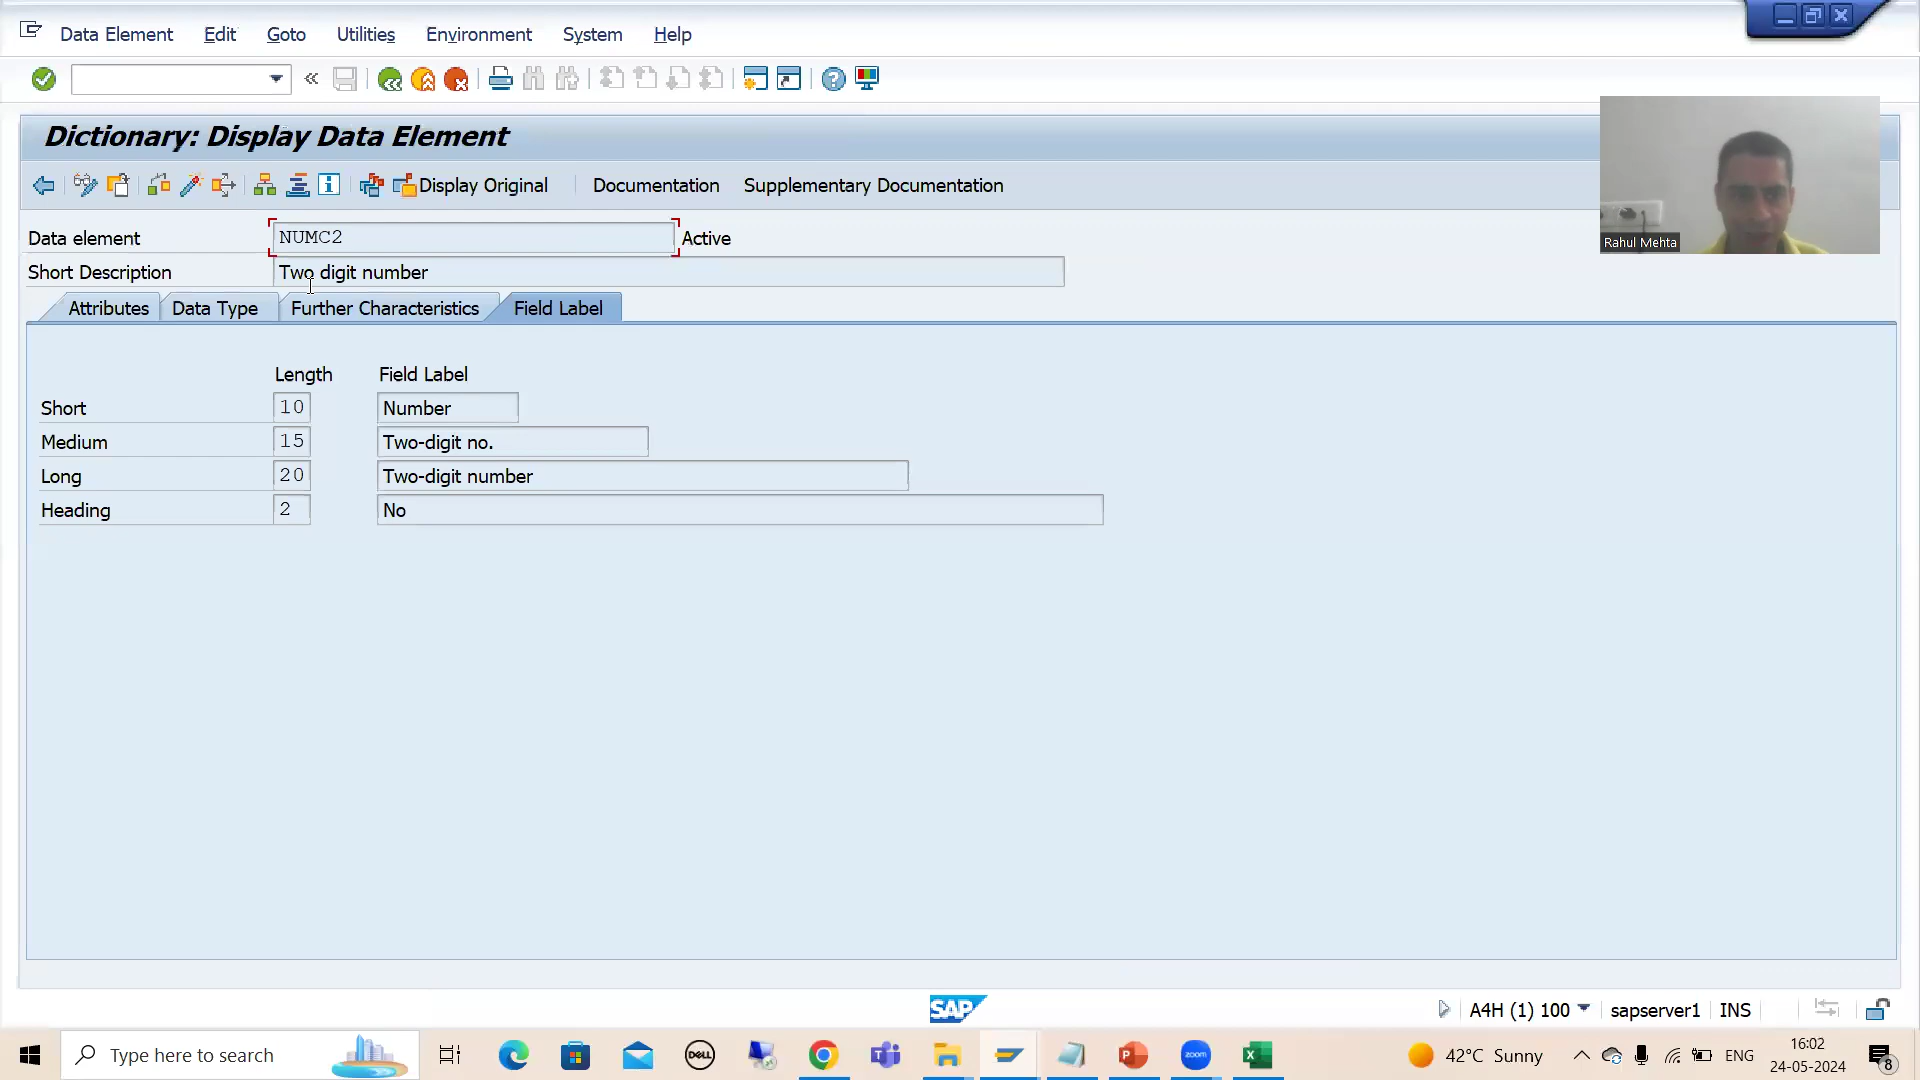 Data Element Edit Goto Utilities Environment System Help
Dictionary: Display Data Element
Display Original Documentation Supplementary Documentation
Data element NUMC2 Active
Short Description Two digit number
Attributes Data Type Further Characteristics Field Label
Length Field Label
Short 10 Number
Medium 15 Two-digit no.
Long 20 Two-digit number
Heading 2 No
Rahul Mehta
SAP
A4H (1) 100 sapserver1 INS
Type here to search
DELL
zoom
42°C Sunny
ENG
16:02
24-05-2024
8